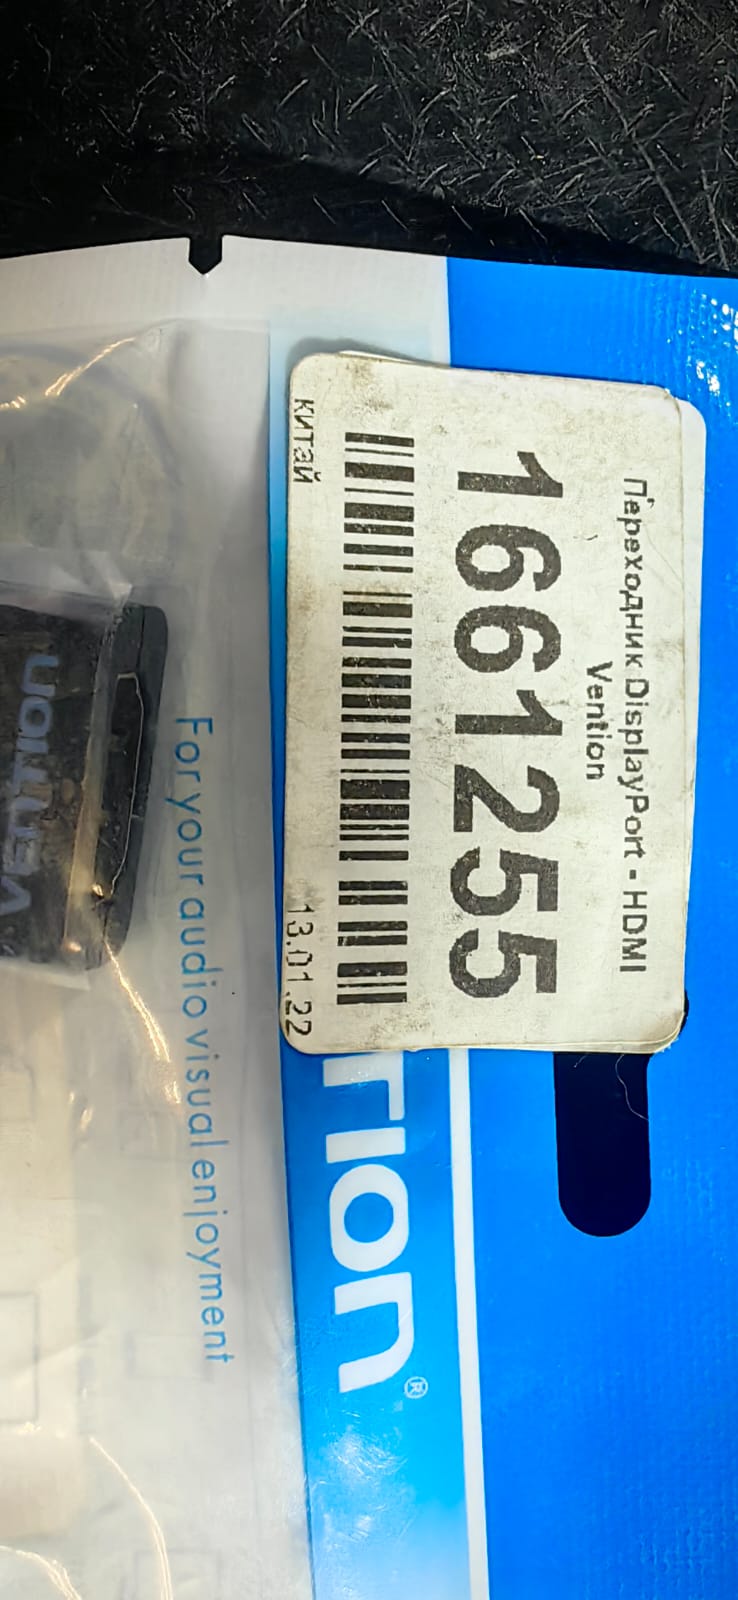 Переходник DisplayPort - HDMI
Vention
1661255
китай
13.01.22
TION®
For your audio visual enjoyment
VENTION